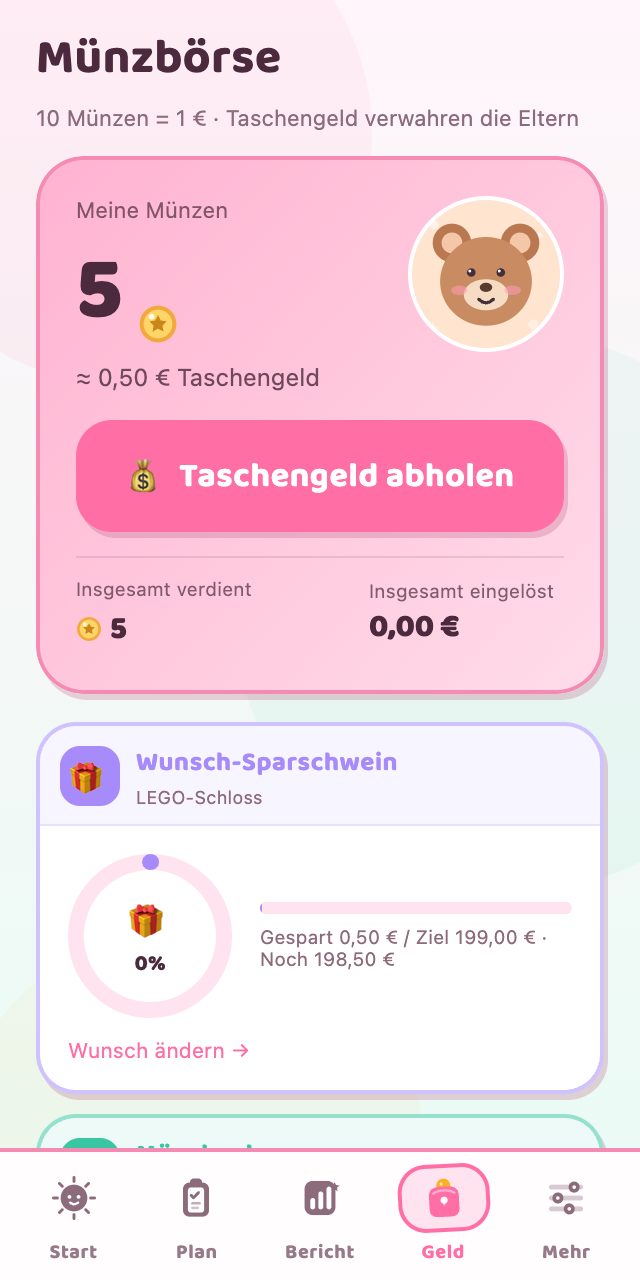 Münzbörse
10 Münzen = 1 € · Taschengeld verwahren die Eltern
Meine Münzen
5
≈ 0,50 € Taschengeld
Taschengeld abholen
Insgesamt verdient
5
Insgesamt eingelöst
0,00 €
Wunsch-Sparschwein
LEGO-Schloss
0%
Gespart 0,50 € / Ziel 199,00 € ·
Noch 198,50 €
Wunsch ändern →
Start
Plan
Bericht
Geld
Mehr